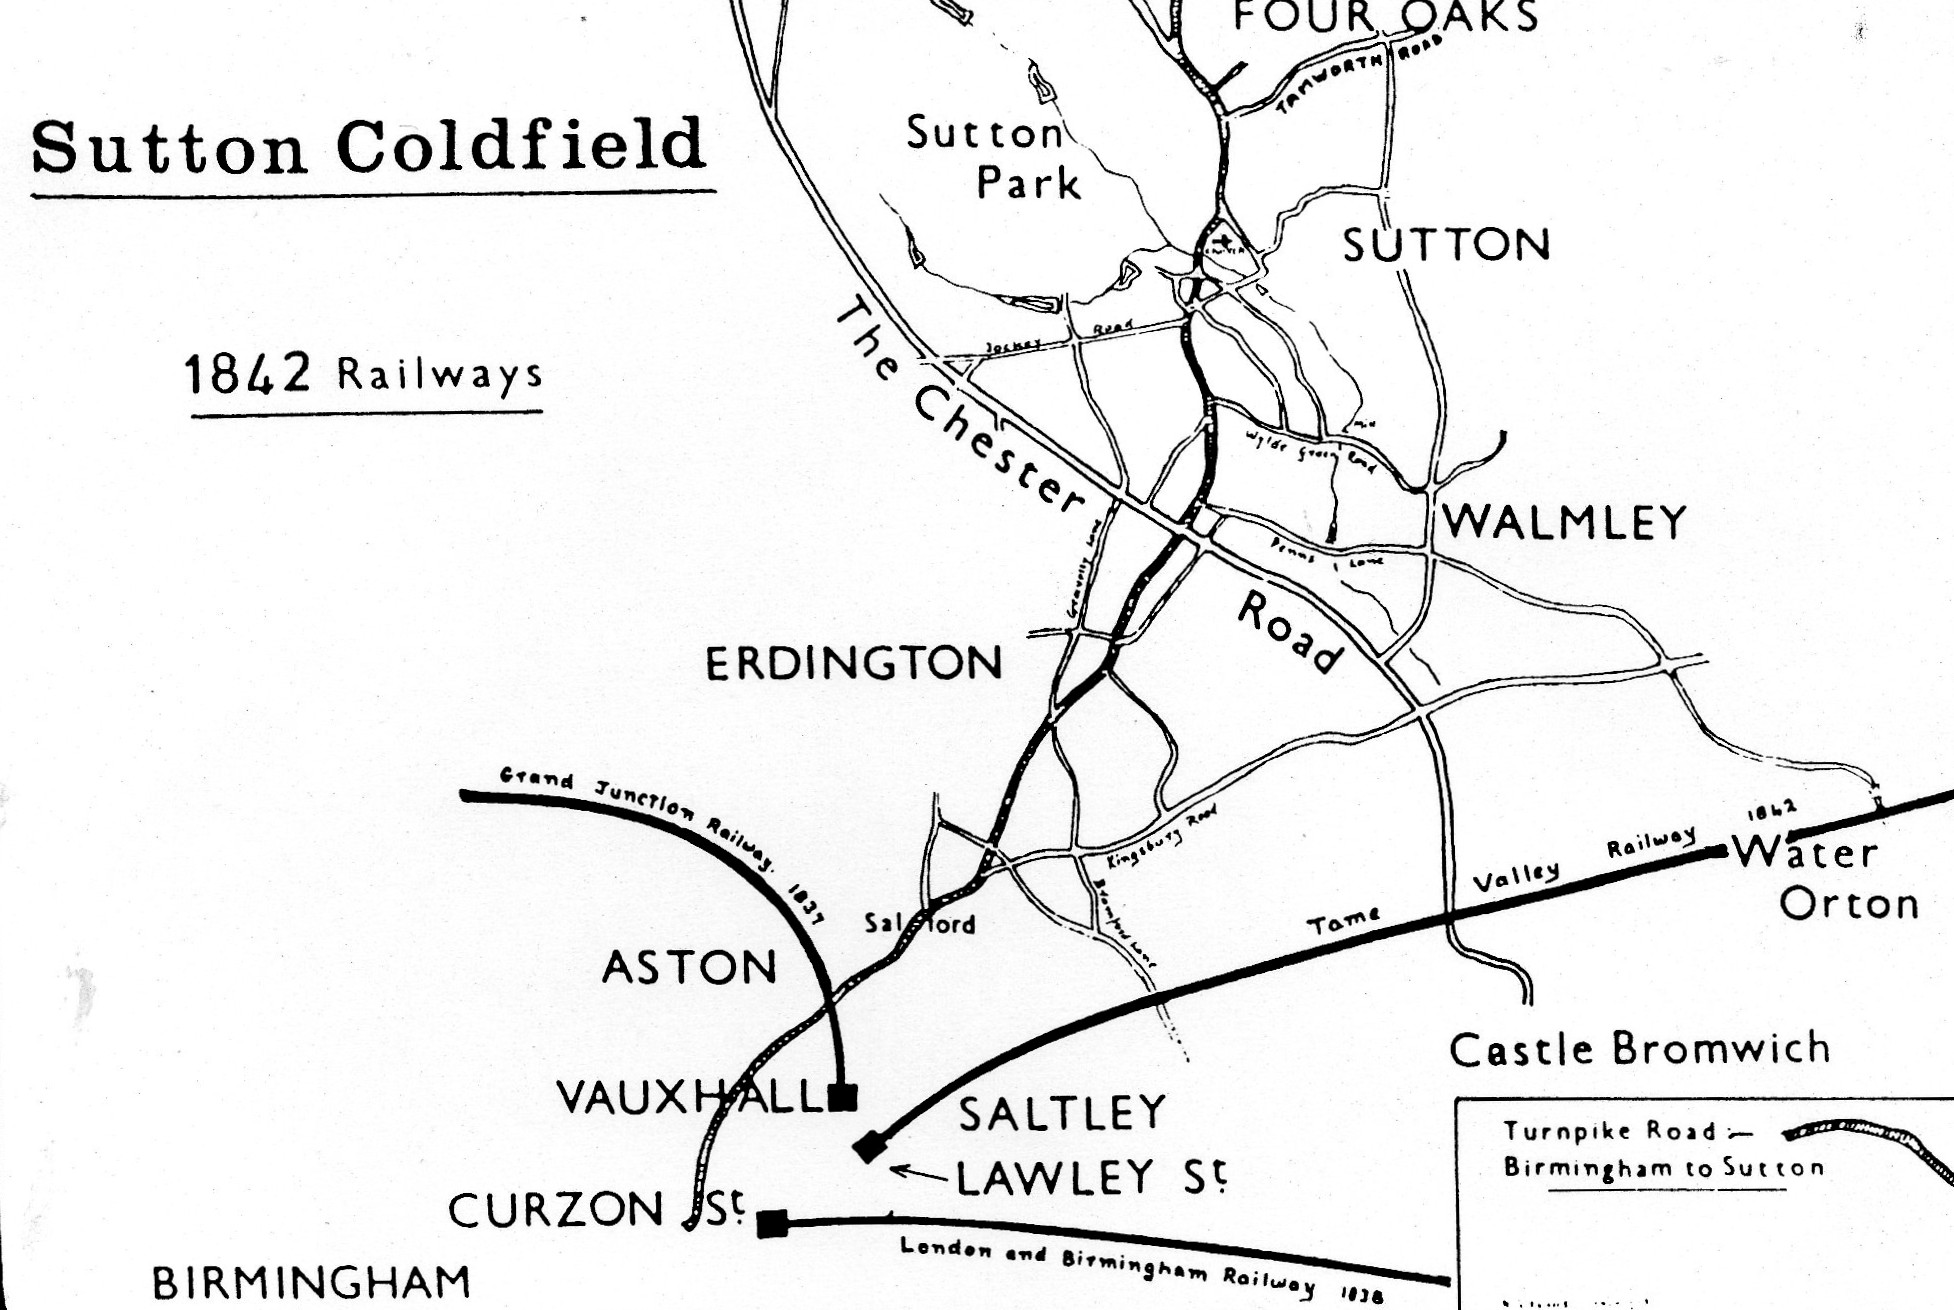 FOUR OAKS
TAMWORTH ROAD
Sutton Coldfield
Sutton
Park
SUTTON
1842 Railways
Jockey Road
The Chester Road
Wylde Green Road
WALMLEY
Penns Lane
Gravelly Lane
ERDINGTON
Grand Junction Railway. 1837
Kingsbury Road
Bromford Lane
Salford
Tame Valley Railway 1842
Water
Orton
ASTON
Castle Bromwich
VAUXHALL
SALTLEY
LAWLEY St.
CURZON St.
London and Birmingham Railway 1838
BIRMINGHAM
Turnpike Road :—
Birmingham to Sutton